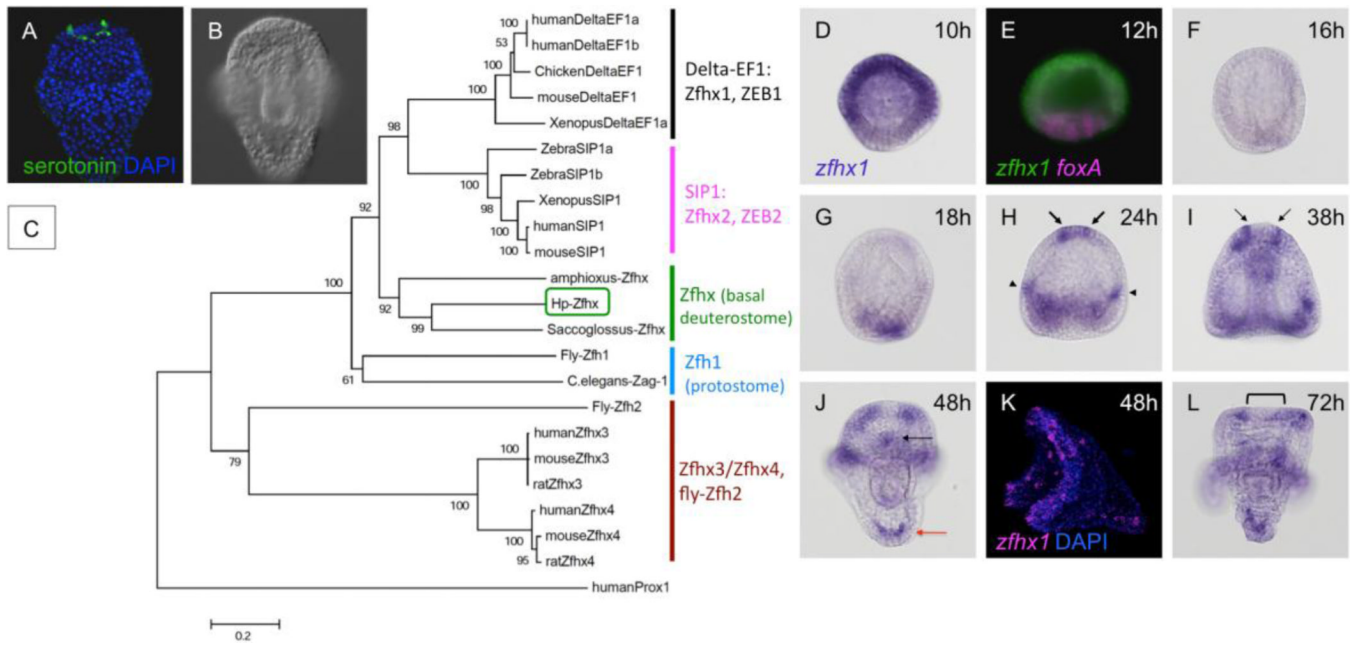 A
serotonin DAPI
B
C
100
53
100
100
98
100
98
100
100
92
100
92
99
61
79
100
100
100
95
humanDeltaEF1a
humanDeltaEF1b
ChickenDeltaEF1
mouseDeltaEF1
XenopusDeltaEF1a
ZebraSIP1a
ZebraSIP1b
XenopusSIP1
humanSIP1
mouseSIP1
amphioxus-Zfhx
Hp-Zfhx
Saccoglossus-Zfhx
Fly-Zfh1
C.elegans-Zag-1
Fly-Zfh2
humanZfhx3
mouseZfhx3
ratZfhx3
humanZfhx4
mouseZfhx4
ratZfhx4
humanProx1
0.2
Delta-EF1:
Zfhx1, ZEB1
SIP1:
Zfhx2, ZEB2
Zfhx (basal
deuterostome)
Zfh1
(protostome)
Zfhx3/Zfhx4,
fly-Zfh2
D 10h
zfhx1
E 12h
zfhx1 foxA
F 16h
G 18h
H 24h
I 38h
J 48h
K 48h
zfhx1 DAPI
L 72h